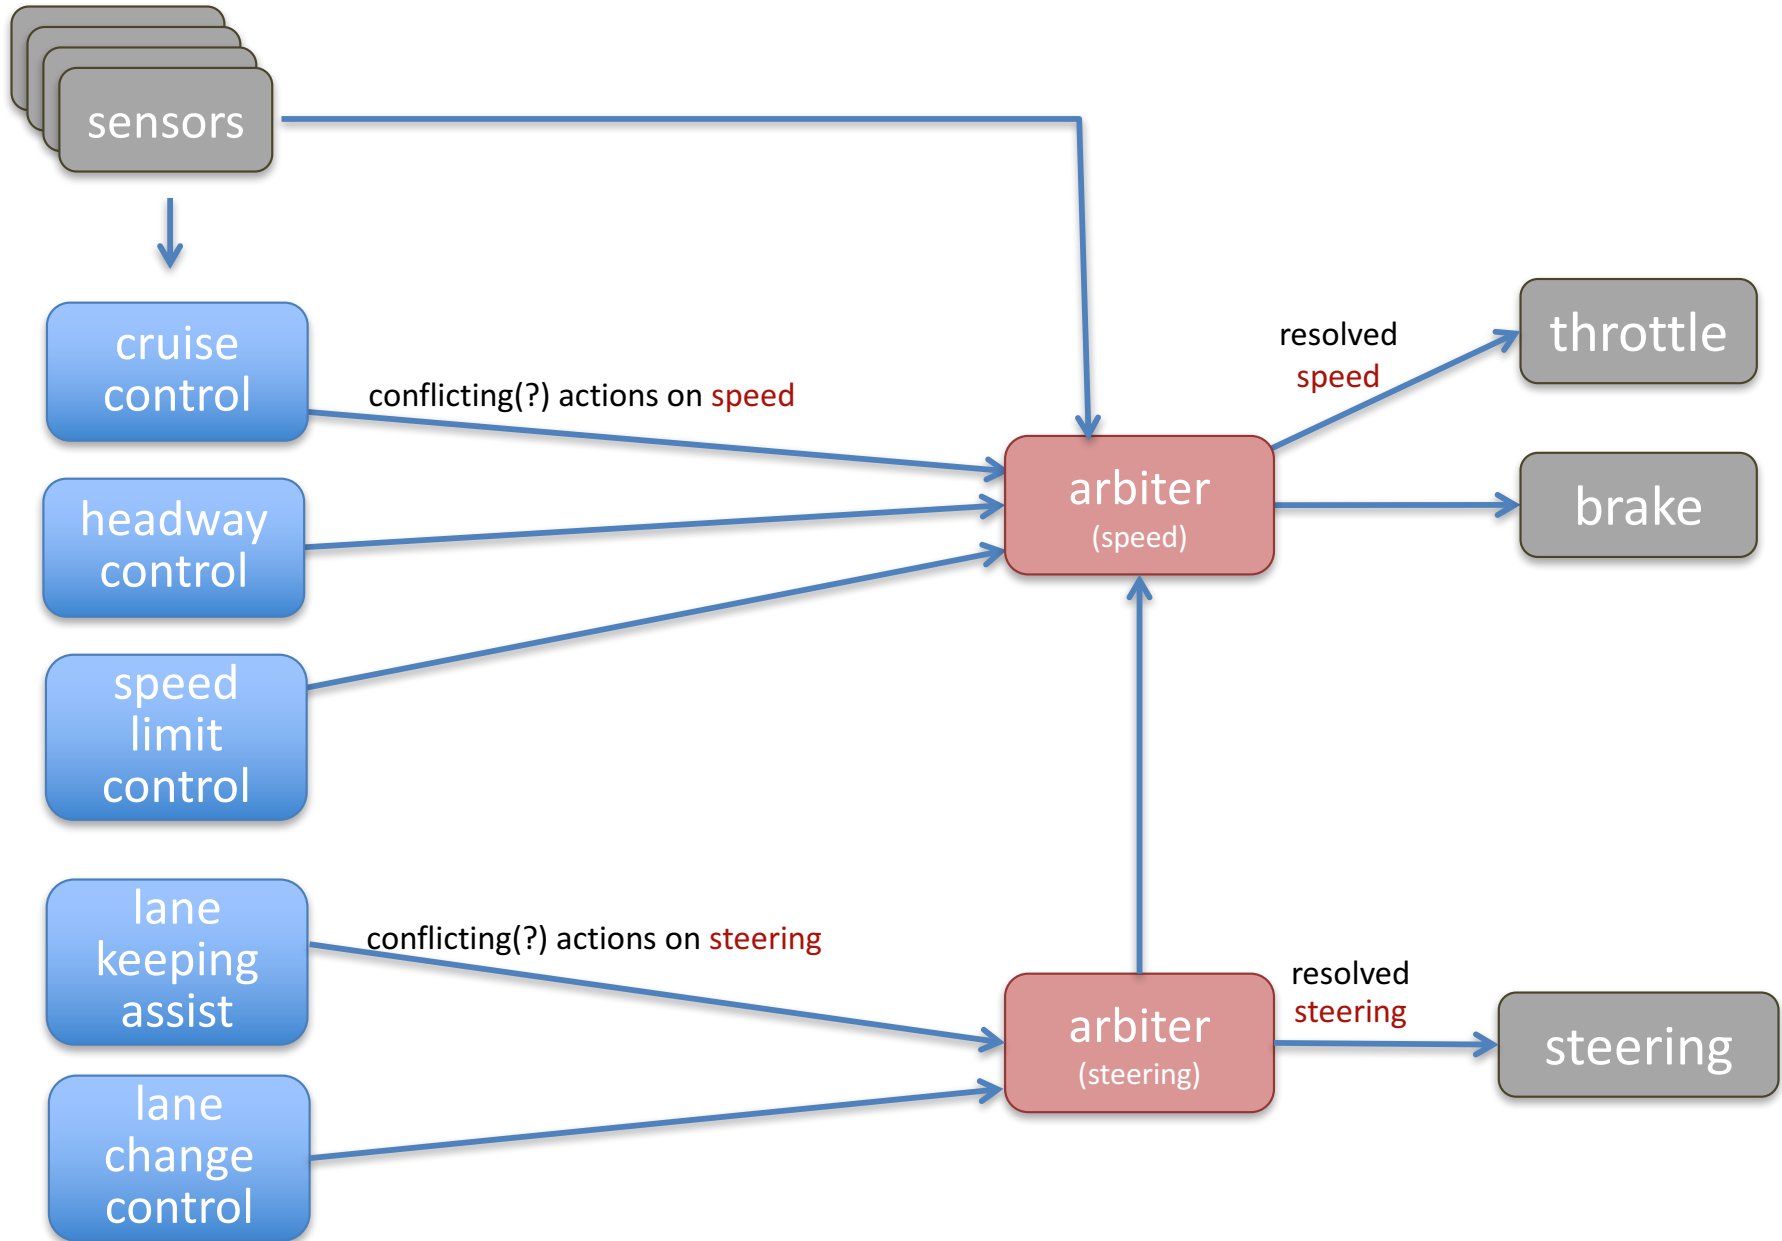 sensors
cruise
control
conflicting(?) actions on speed
headway
control
speed
limit
control
arbiter
(speed)
resolved
speed
throttle
brake
lane
keeping
assist
conflicting(?) actions on steering
lane
change
control
arbiter
(steering)
resolved
steering
steering